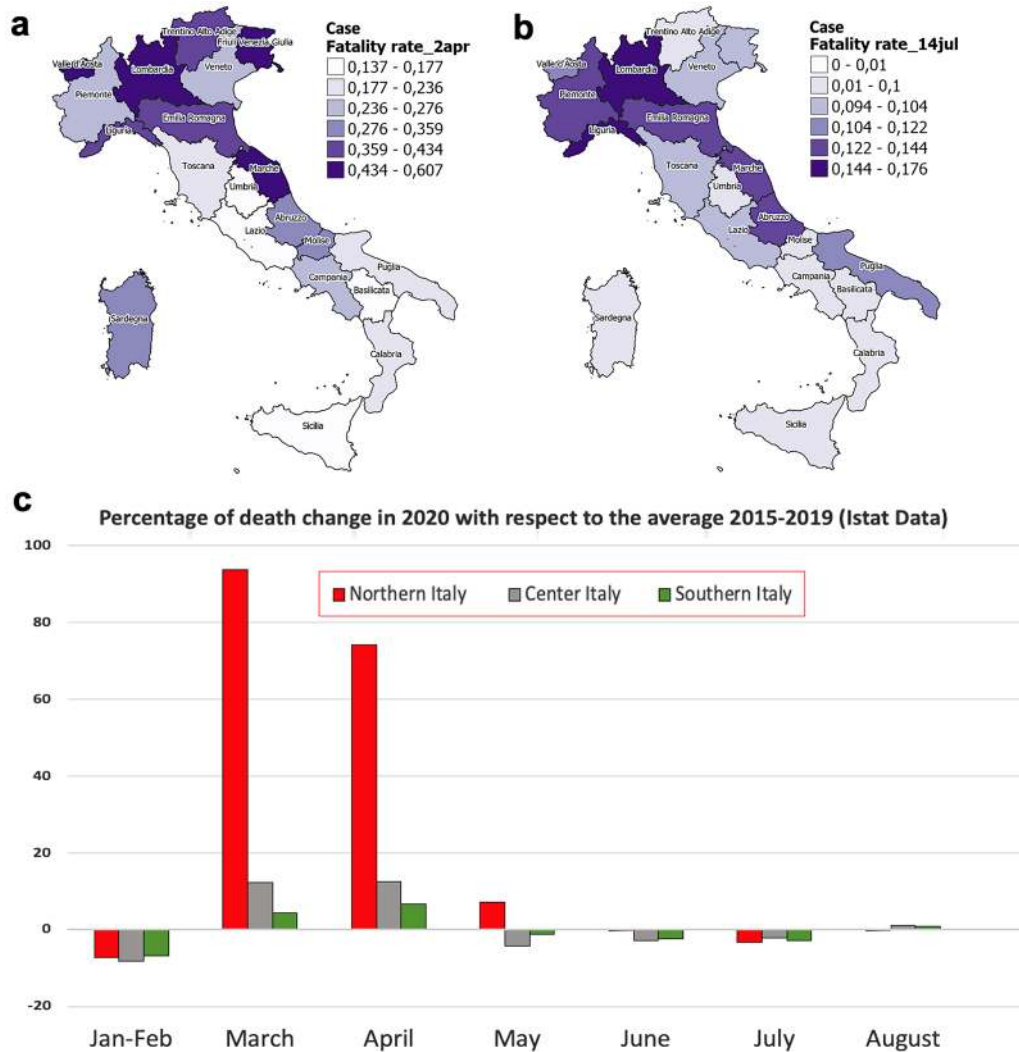 a
Case
Fatality rate_2apr
0,137 - 0,177
0,177 - 0,236
0,236 - 0,276
0,276 - 0,359
0,359 - 0,434
0,434 - 0,607
Trentino Alto Adige
Friuli Venezia Giulia
Valle d'Aosta
Lombardia
Veneto
Piemonte
Emilia Romagna
Liguria
Toscana
Marche
Umbria
Abruzzo
Lazio
Molise
Puglia
Campania
Basilicata
Sardegna
Calabria
Sicilia
b
Case
Fatality rate_14jul
0 - 0,01
0,01 - 0,1
0,094 - 0,104
0,104 - 0,122
0,122 - 0,144
0,144 - 0,176
Trentino Alto Adige
Valle d'Aosta
Lombardia
Veneto
Piemonte
Emilia Romagna
Liguria
Toscana
Marche
Umbria
Abruzzo
Lazio
Molise
Puglia
Campania
Basilicata
Sardegna
Calabria
Sicilia
c
Percentage of death change in 2020 with respect to the average 2015-2019 (Istat Data)
Northern Italy Center Italy Southern Italy
100
80
60
40
20
0
-20
Jan-Feb March April May June July August